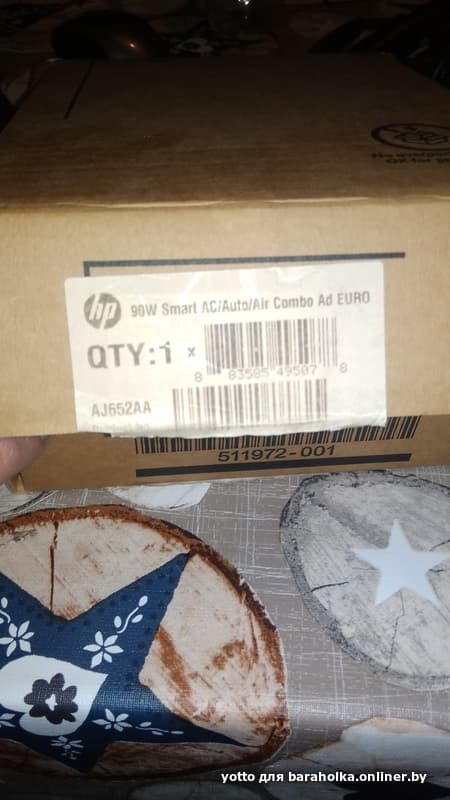 hp 90W Smart AC/Auto/Air Combo Ad EURO
QTY:1 x
8 83585 49507 8
AJ652AA
511972-001
yotto для baraholka.onliner.by